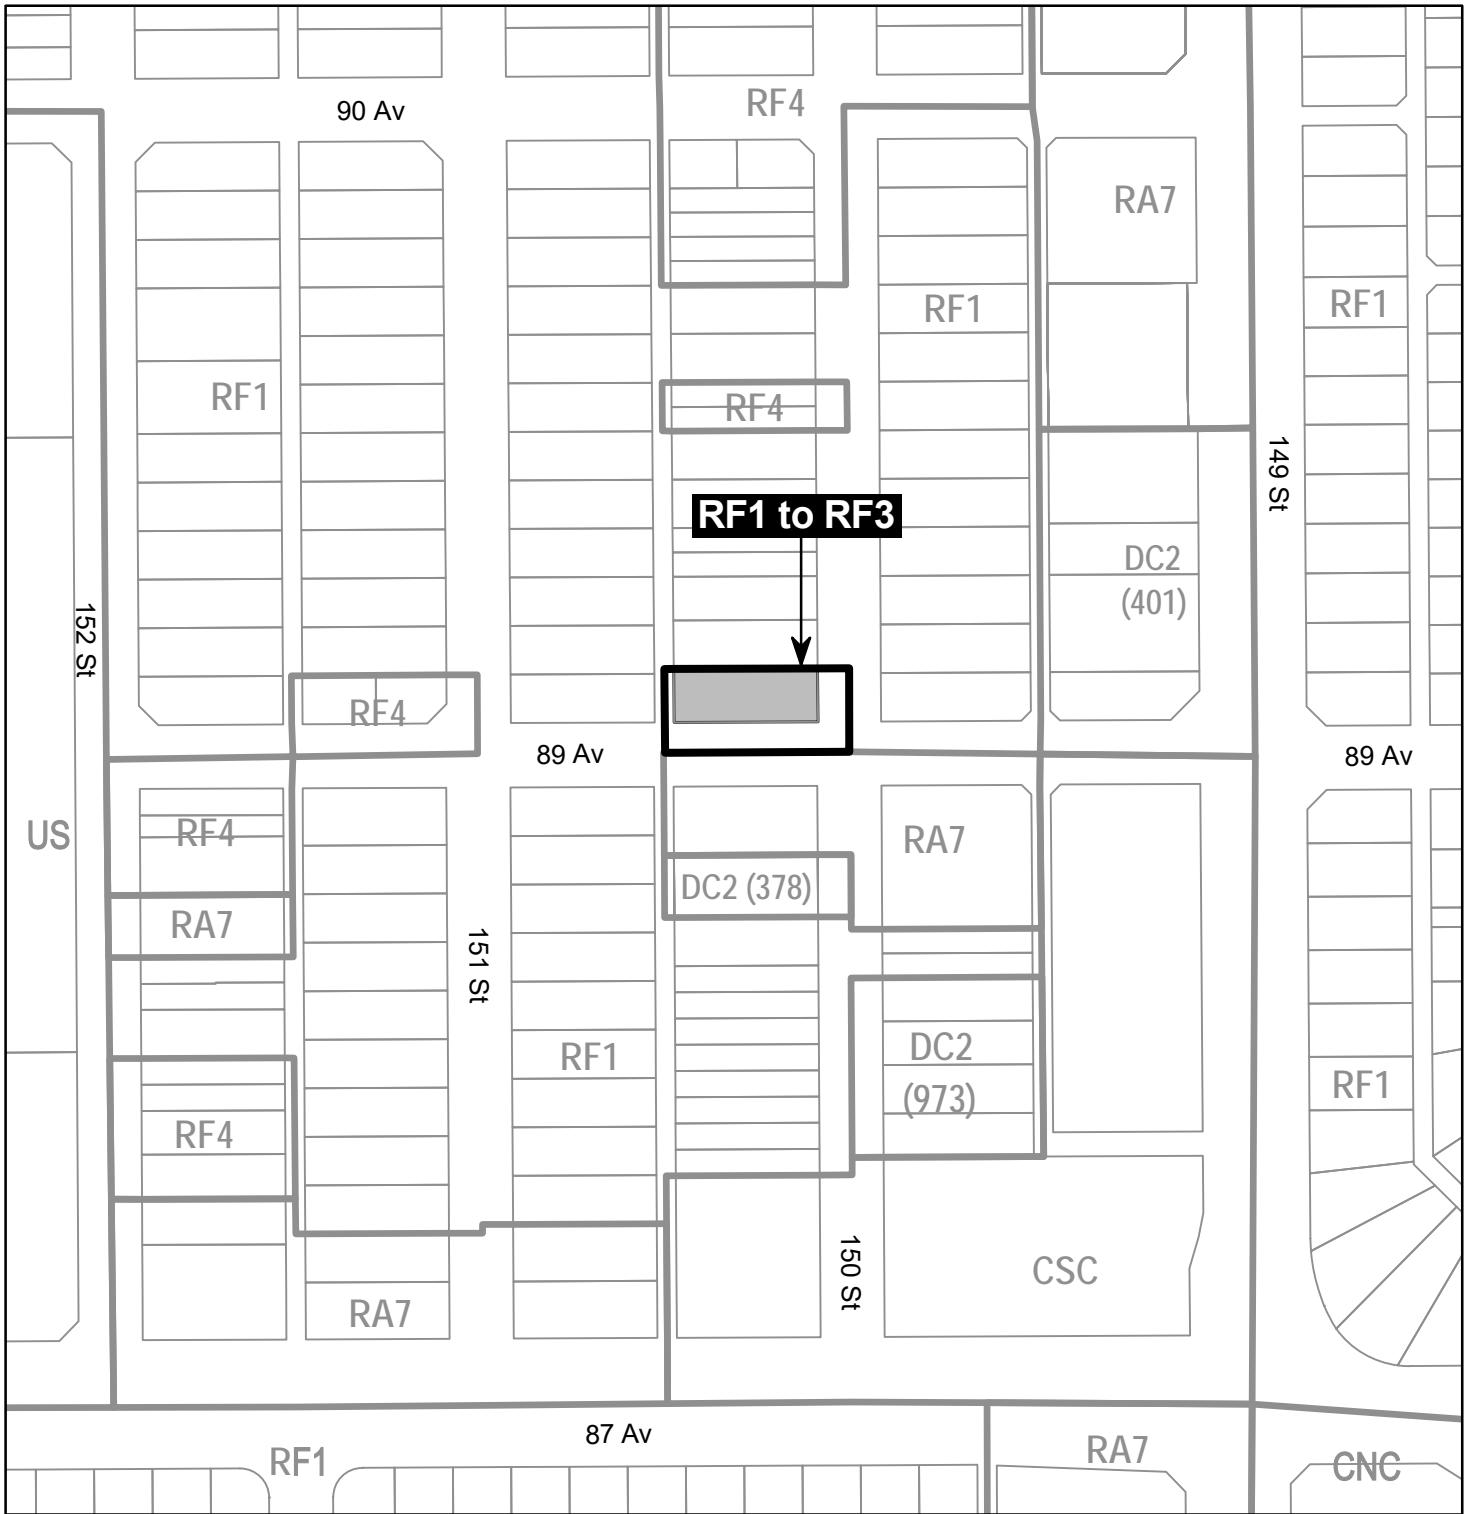 RF4
90 Av
RA7
RF1
RF1
RF1
RF4
149 St
RF1 to RF3
DC2
(401)
152 St
RF4
89 Av
89 Av
US
RF4
RA7
DC2 (378)
RA7
151 St
DC2
(973)
RF1
RF1
RF4
150 St
CSC
RA7
87 Av
RF1
RA7
CNC